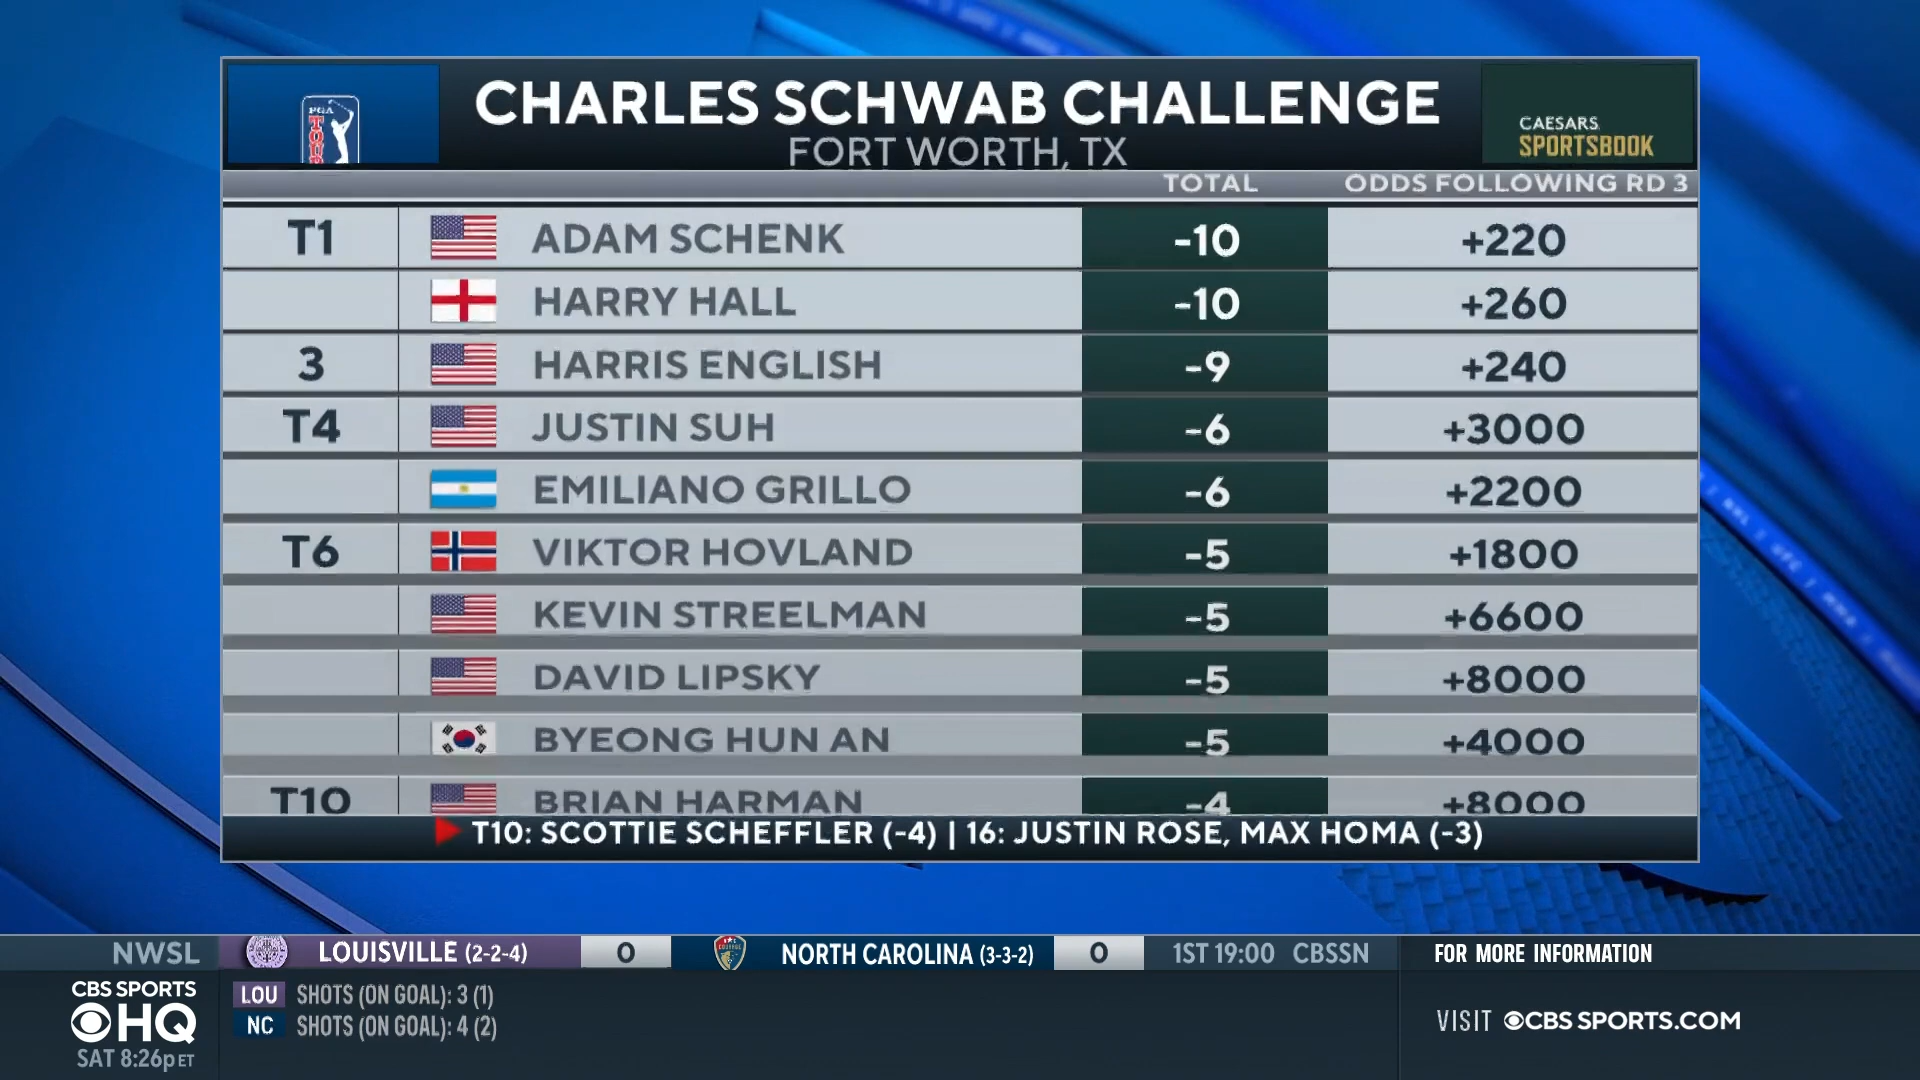 PGA TOUR
CHARLES SCHWAB CHALLENGE
FORT WORTH, TX
CAESARS
SPORTSBOOK
TOTAL ODDS FOLLOWING RD 3
T1 ADAM SCHENK -10 +220
HARRY HALL -10 +260
3 HARRIS ENGLISH -9 +240
T4 JUSTIN SUH -6 +3000
EMILIANO GRILLO -6 +2200
T6 VIKTOR HOVLAND -5 +1800
KEVIN STREELMAN -5 +6600
DAVID LIPSKY -5 +8000
BYEONG HUN AN -5 +4000
T10 BRIAN HARMAN -4 +8000
T10: SCOTTIE SCHEFFLER (-4) | 16: JUSTIN ROSE, MAX HOMA (-3)
NWSL LOUISVILLE (2-2-4) 0 NORTH CAROLINA (3-3-2) 0 1ST 19:00 CBSSN FOR MORE INFORMATION
CBS SPORTS
HQ
SAT 8:26pET
LOU SHOTS (ON GOAL): 3 (1)
NC SHOTS (ON GOAL): 4 (2)
VISIT CBS SPORTS.COM